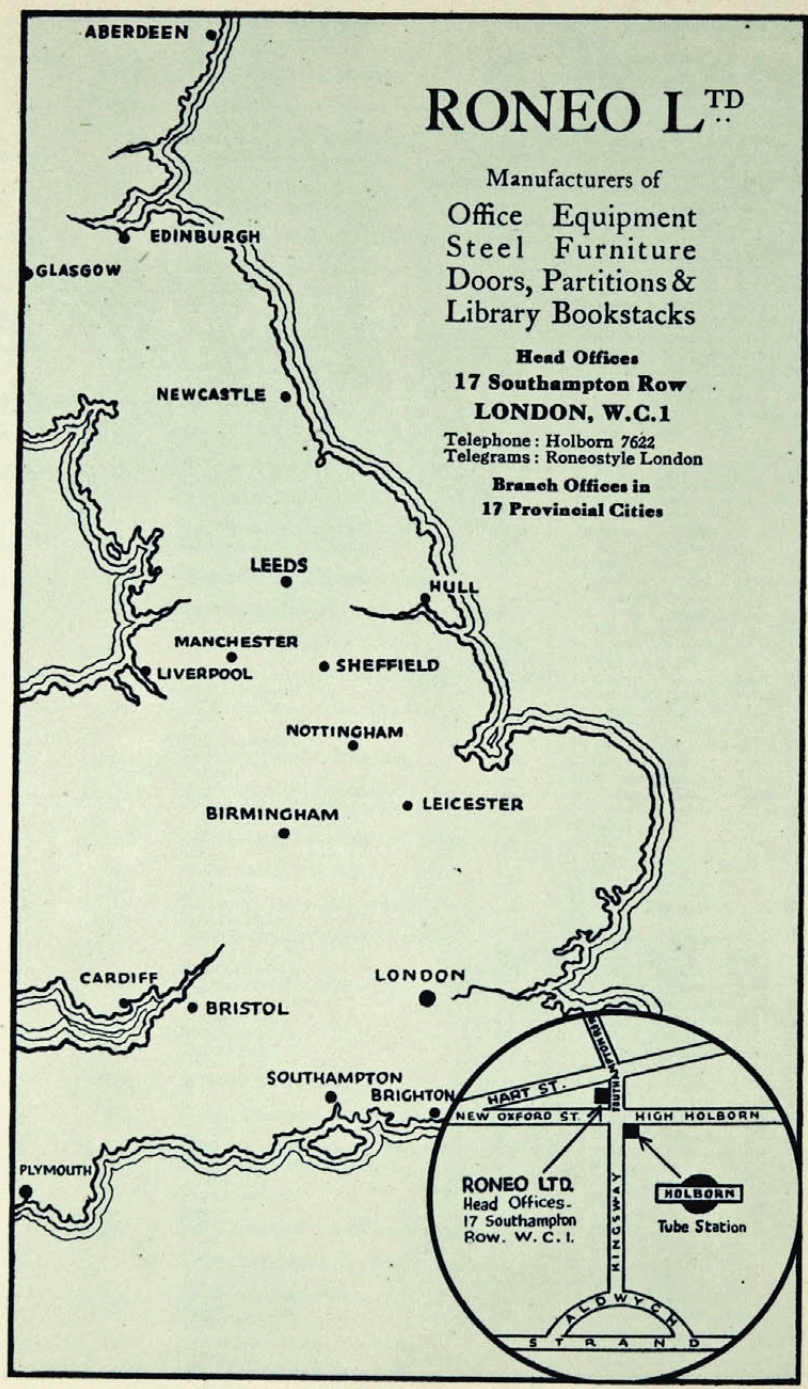 ABERDEEN
RONEO LTD
Manufacturers of
Office Equipment
Steel Furniture
Doors, Partitions &
Library Bookstacks
Head Offices
17 Southampton Row
LONDON, W.C.1
Telephone : Holborn 7622
Telegrams : Roneostyle London
Branch Offices in
17 Provincial Cities
EDINBURGH
GLASGOW
NEWCASTLE
LEEDS
HULL
MANCHESTER
LIVERPOOL
SHEFFIELD
NOTTINGHAM
LEICESTER
BIRMINGHAM
CARDIFF
BRISTOL
LONDON
SOUTHAMPTON
BRIGHTON
PLYMOUTH
SOUTHAMPTON ROW
HART ST.
NEW OXFORD ST.
HIGH HOLBORN
RONEO LTD.
Head Offices-
17 Southampton
Row. W.C.1.
KINGSWAY
HOLBORN
Tube Station
ALDWYCH
STRAND